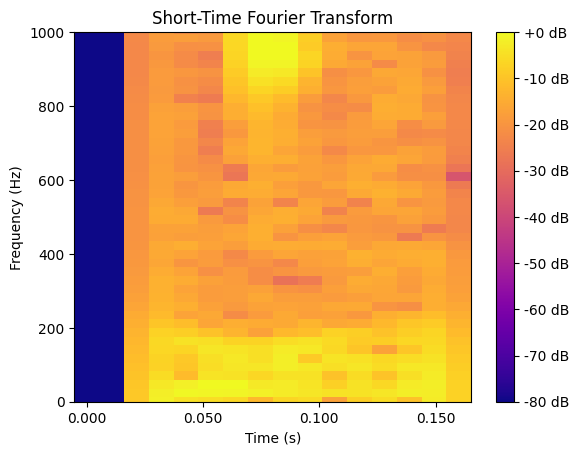 Short-Time Fourier Transform
Frequency (Hz)
1000
800
600
400
200
0
0.000
0.050
0.100
0.150
Time (s)
+0 dB
-10 dB
-20 dB
-30 dB
-40 dB
-50 dB
-60 dB
-70 dB
-80 dB